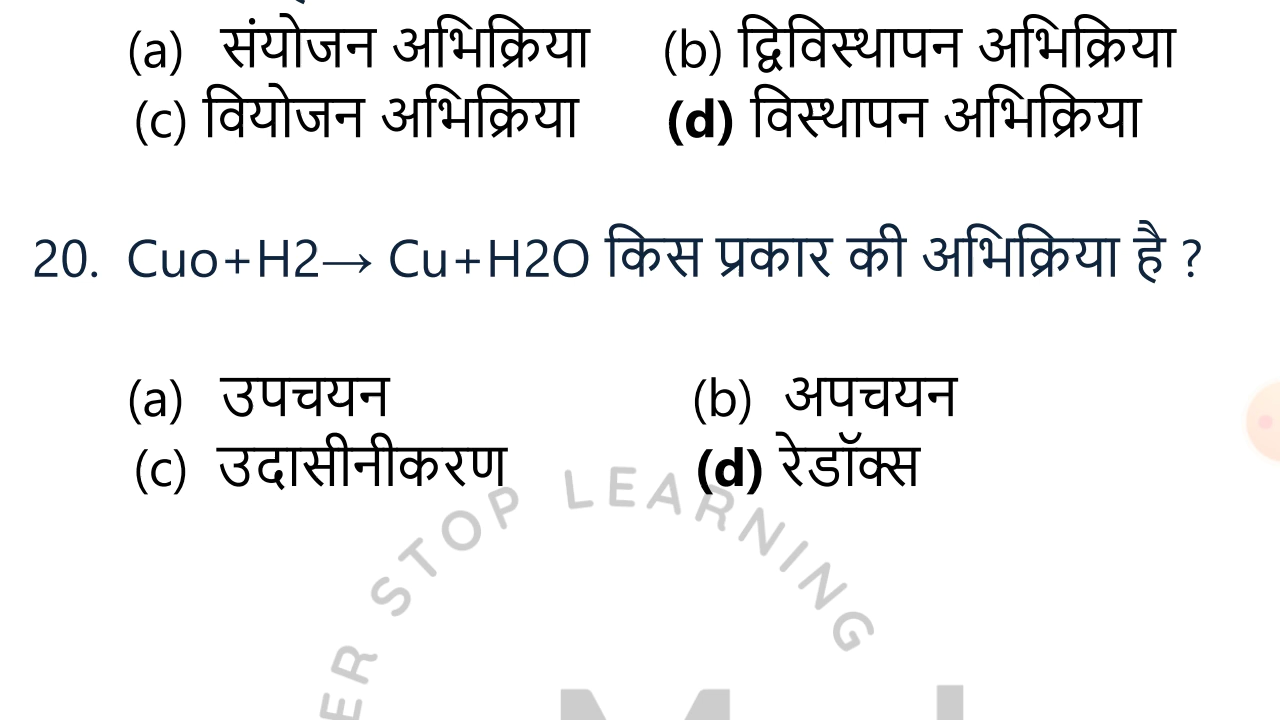 (a) संयोजन अभिक्रिया (b) द्विविस्थापन अभिक्रिया
(c) वियोजन अभिक्रिया (d) विस्थापन अभिक्रिया
20. Cuo+H2→ Cu+H2O किस प्रकार की अभिक्रिया है ?
(a) उपचयन (b) अपचयन
(c) उदासीनीकरण (d) रेडॉक्स
ER STOP LEARNING